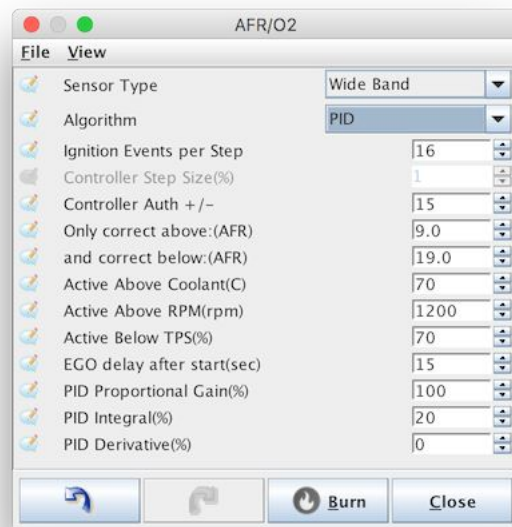 AFR/O2
File View
Sensor Type Wide Band
Algorithm PID
Ignition Events per Step 16
Controller Step Size(%) 1
Controller Auth +/- 15
Only correct above:(AFR) 9.0
and correct below:(AFR) 19.0
Active Above Coolant(C) 70
Active Above RPM(rpm) 1200
Active Below TPS(%) 70
EGO delay after start(sec) 15
PID Proportional Gain(%) 100
PID Integral(%) 20
PID Derivative(%) 0
Burn Close